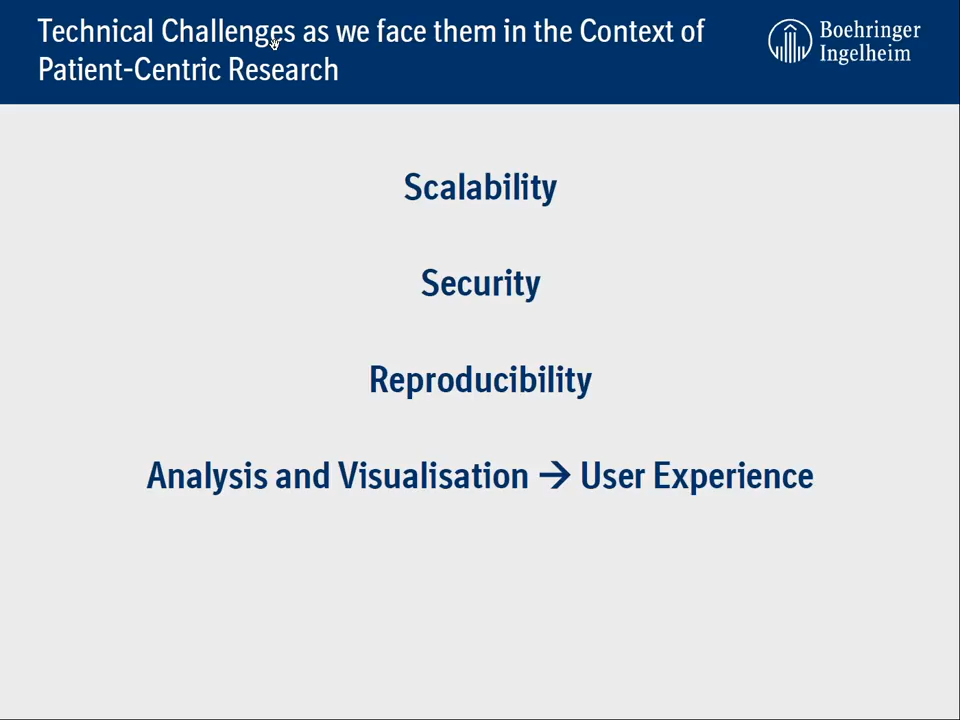 Technical Challenges as we face them in the Context of
Patient-Centric Research
Boehringer
Ingelheim
Scalability
Security
Reproducibility
Analysis and Visualisation → User Experience